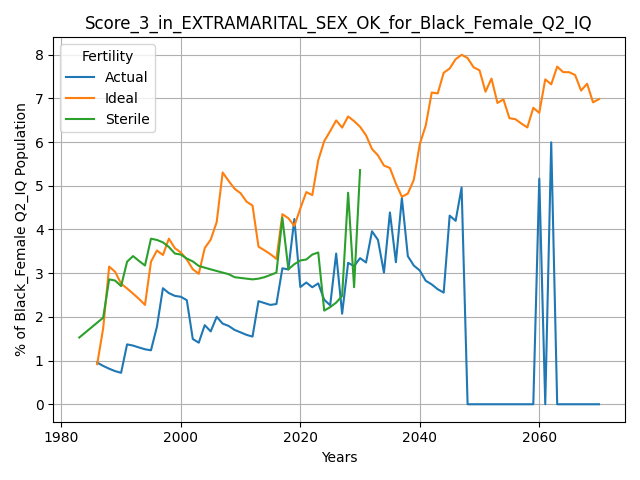 Score_3_in_EXTRAMARITAL_SEX_OK_for_Black_Female_Q2_IQ
Fertility
Actual
Ideal
Sterile
% of Black_Female Q2_IQ Population
8
7
6
5
4
3
2
1
0
1980 2000 2020 2040 2060
Years